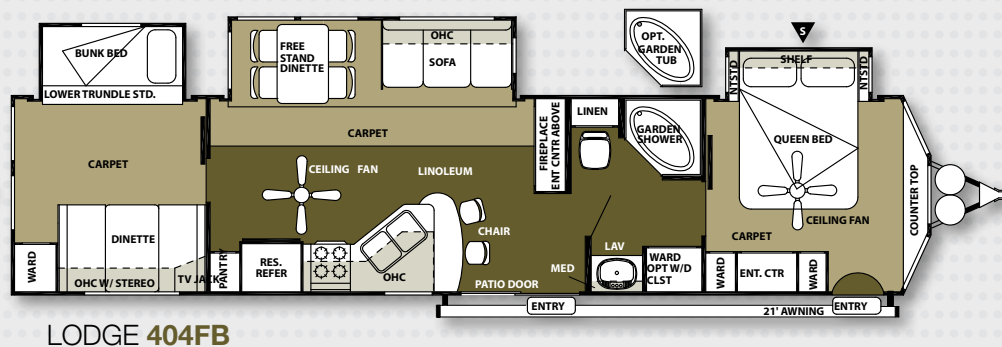 BUNK BED
LOWER TRUNDLE STD.
CARPET
DINETTE
WARD
OHC W/ STEREO
TV JACK
FREE
STAND
DINETTE
OHC
SOFA
CARPET
CEILING FAN
LINOLEUM
PANTRY
RES.
REFER
OHC
CHAIR
PATIO DOOR
FIREPLACE
ENT CNTR ABOVE
LINEN
OPT.
GARDEN
TUB
GARDEN
SHOWER
LAV
MED
WARD
OPT W/D
CLST
S
SHELF
NTSTD
NTSTD
QUEEN BED
CEILING FAN
CARPET
WARD
ENT. CTR
WARD
COUNTER TOP
ENTRY
21' AWNING
ENTRY
LODGE 404FB